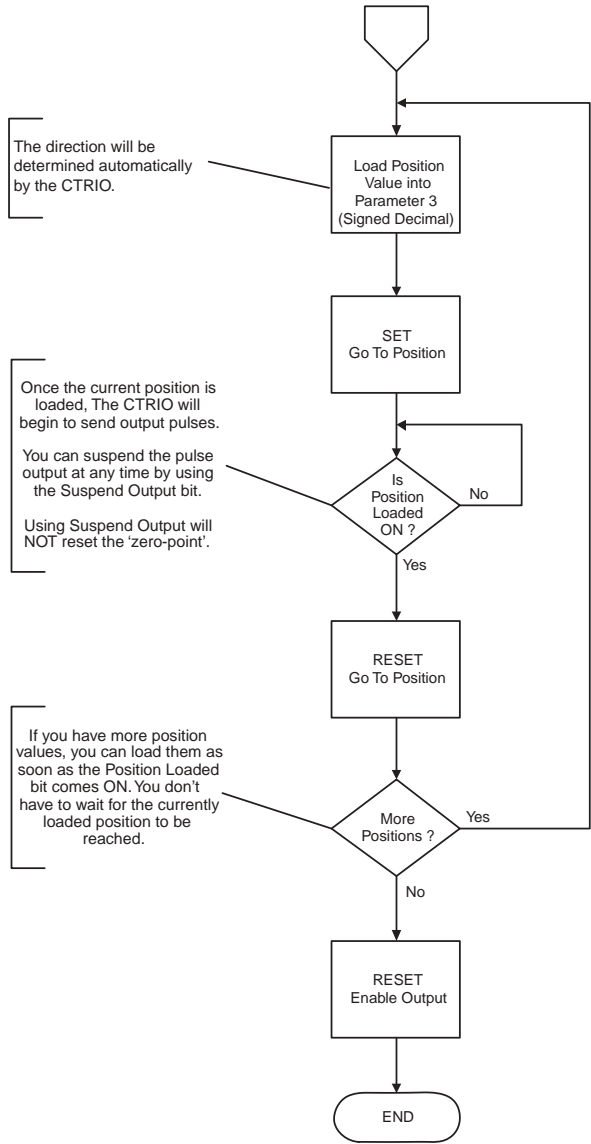 The direction will be
determined automatically
by the CTRIO.
Load Position
Value into
Parameter 3
(Signed Decimal)
SET
Go To Position
Once the current position is
loaded, The CTRIO will
begin to send output pulses.
You can suspend the pulse
output at any time by using
the Suspend Output bit.
Using Suspend Output will
NOT reset the ‘zero-point’.
Is
Position
Loaded
ON ?
No
Yes
RESET
Go To Position
If you have more position
values, you can load them as
soon as the Position Loaded
bit comes ON. You don’t
have to wait for the currently
loaded position to be
reached.
More
Positions ?
Yes
No
RESET
Enable Output
END